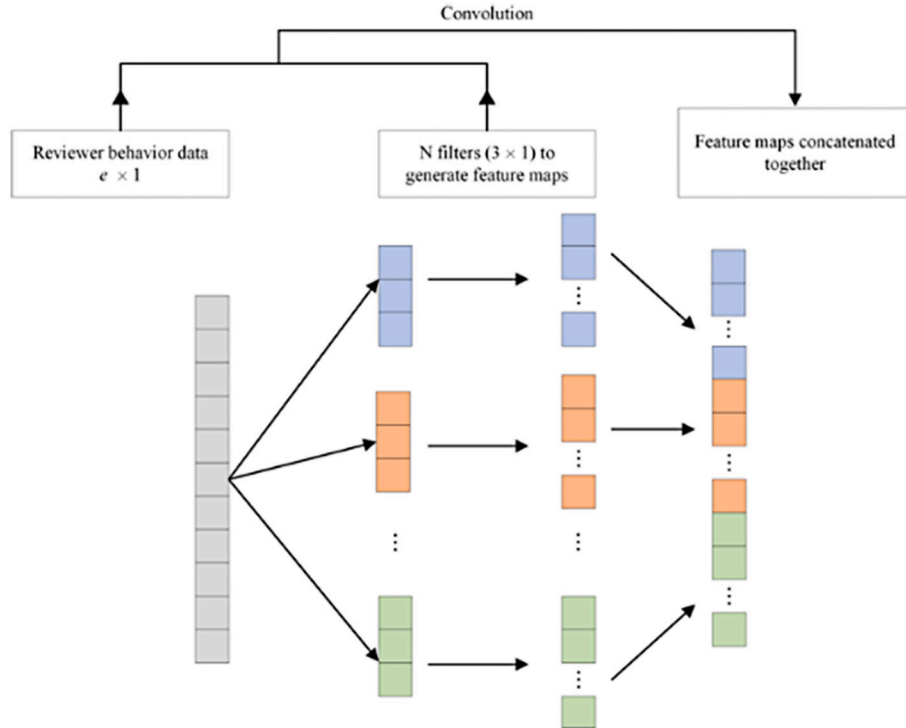 Convolution
Reviewer behavior data
e × 1
N filters (3 × 1) to
generate feature maps
Feature maps concatenated
together